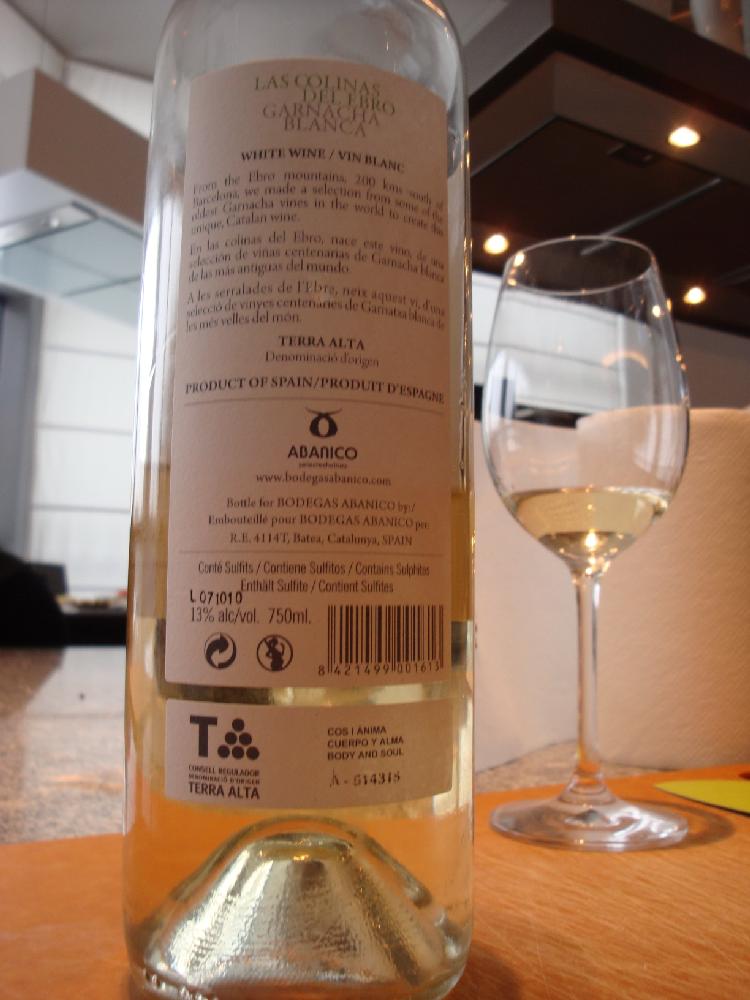 LAS COLINAS
DEL EBRO
GARNACHA
BLANCA
WHITE WINE / VIN BLANC
From the Ebro mountains, 200 kms south of
Barcelona, we made a selection from some of the
oldest Garnacha vines in the world to create this
unique, Catalan wine.
En las colinas del Ebro, nace este vino, de una
selección de viñas centenarias de Garnacha blanca
de las más antiguas del mundo.
A les serralades de l'Ebre, neix aquest vi, d'una
selecció de vinyes centenàries de Garnatxa blanca de
les més velles del món.
TERRA ALTA
Denominació d'origen
PRODUCT OF SPAIN/PRODUIT D'ESPAGNE
ABANICO
www.bodegasabanico.com
Bottle for BODEGAS ABANICO by:/
Embouteillé pour BODEGAS ABANICO per:
R.E. 4114T, Batea, Catalunya, SPAIN
Conté Sulfits / Contiene Sulfitos / Contains Sulphites
Enthält Sulfite / Contient Sulfites
L 071010
13% alc/vol. 750ml.
8 421499 001613
T
CONSELL REGULADOR
DENOMINACIÓ D'ORIGEN
TERRA ALTA
COS I ÀNIMA
CUERPO Y ALMA
BODY AND SOUL
A - 514315